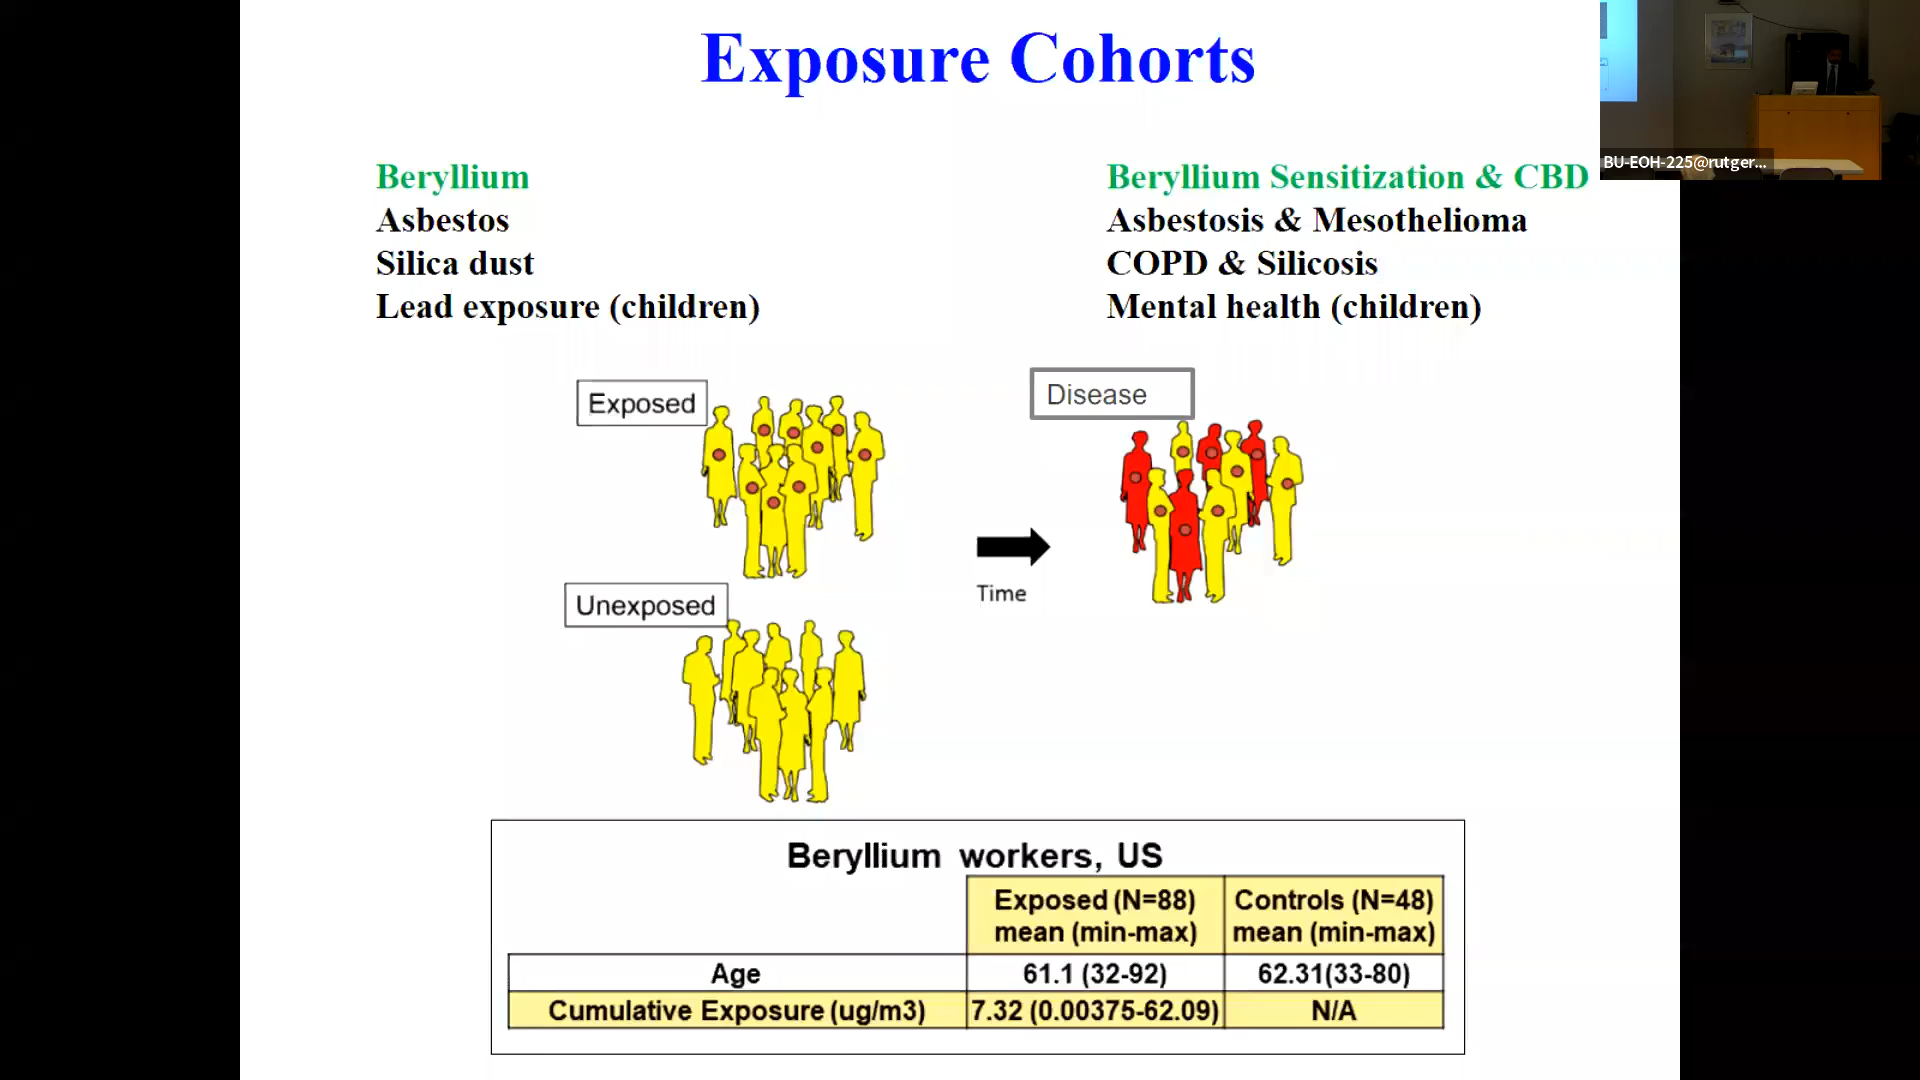 Exposure Cohorts
Beryllium
Asbestos
Silica dust
Lead exposure (children)
Beryllium Sensitization & CBD
Asbestosis & Mesothelioma
COPD & Silicosis
Mental health (children)
BU-EOH-225@rutger...
Exposed
Disease
Time
Unexposed
Beryllium workers, US
Exposed (N=88) mean (min-max)
Controls (N=48) mean (min-max)
Age 61.1 (32-92) 62.31(33-80)
Cumulative Exposure (ug/m3) 7.32 (0.00375-62.09) N/A